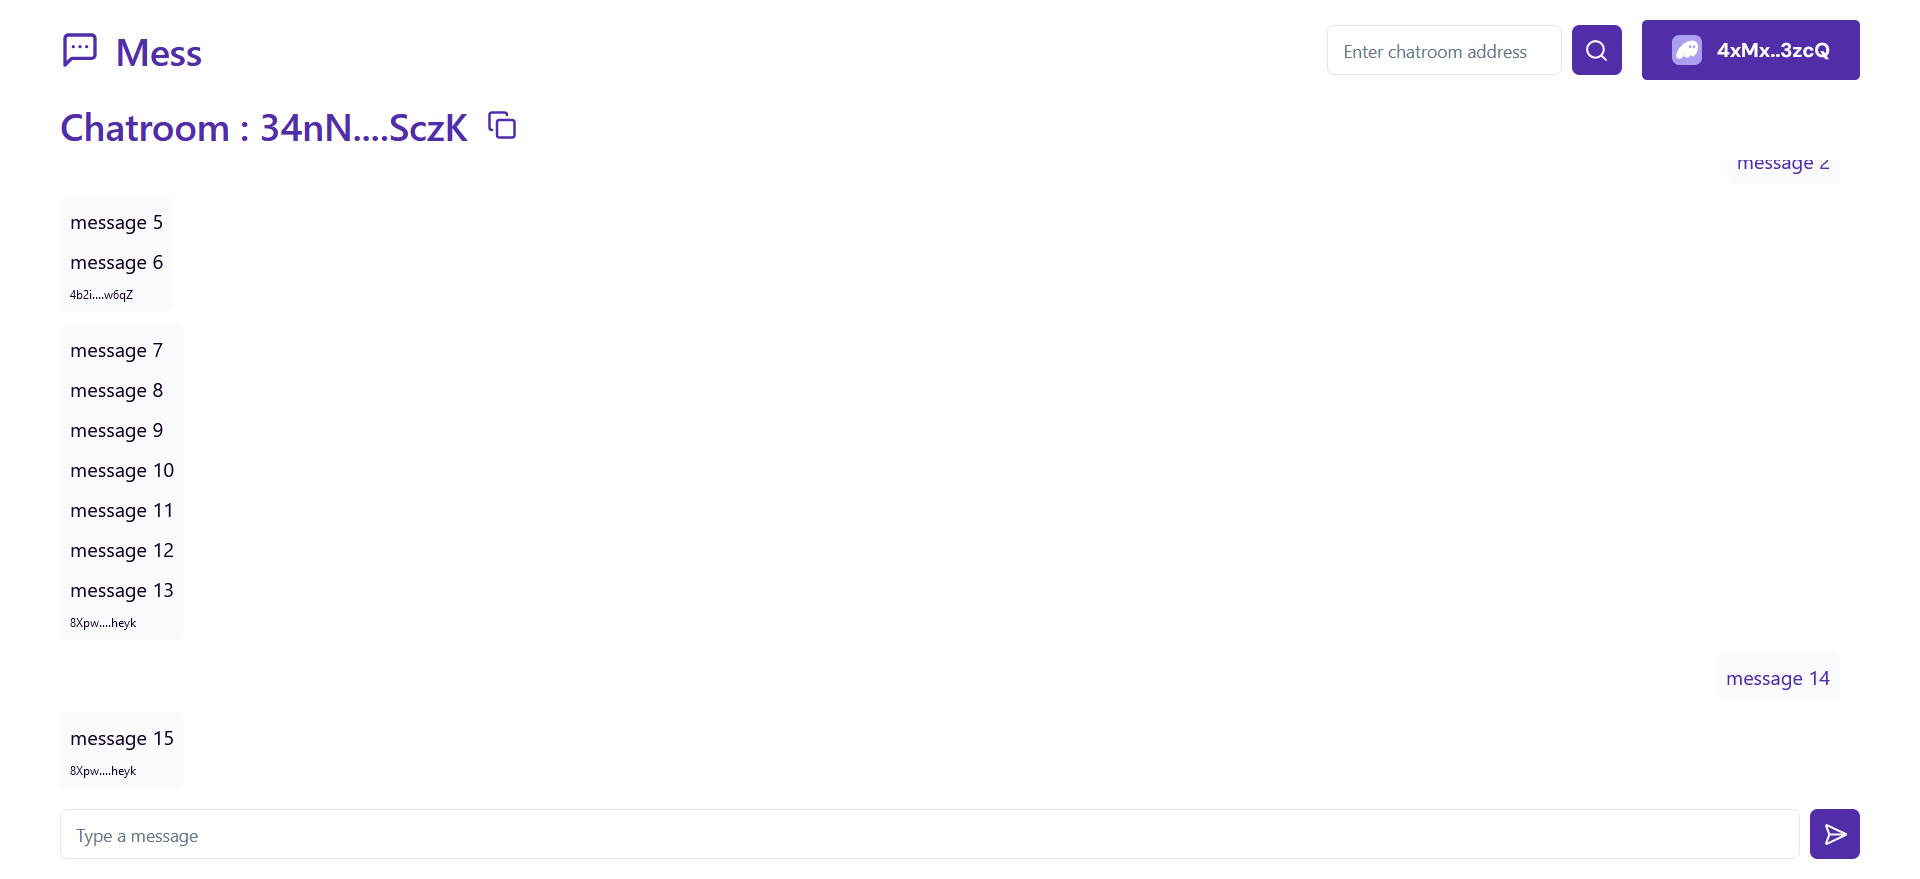 Mess
Enter chatroom address
4xMx..3zcQ
Chatroom : 34nN....SczK
message 2
message 5
message 6
4b2i....w6qZ
message 7
message 8
message 9
message 10
message 11
message 12
message 13
8Xpw....heyk
message 14
message 15
8Xpw....heyk
Type a message